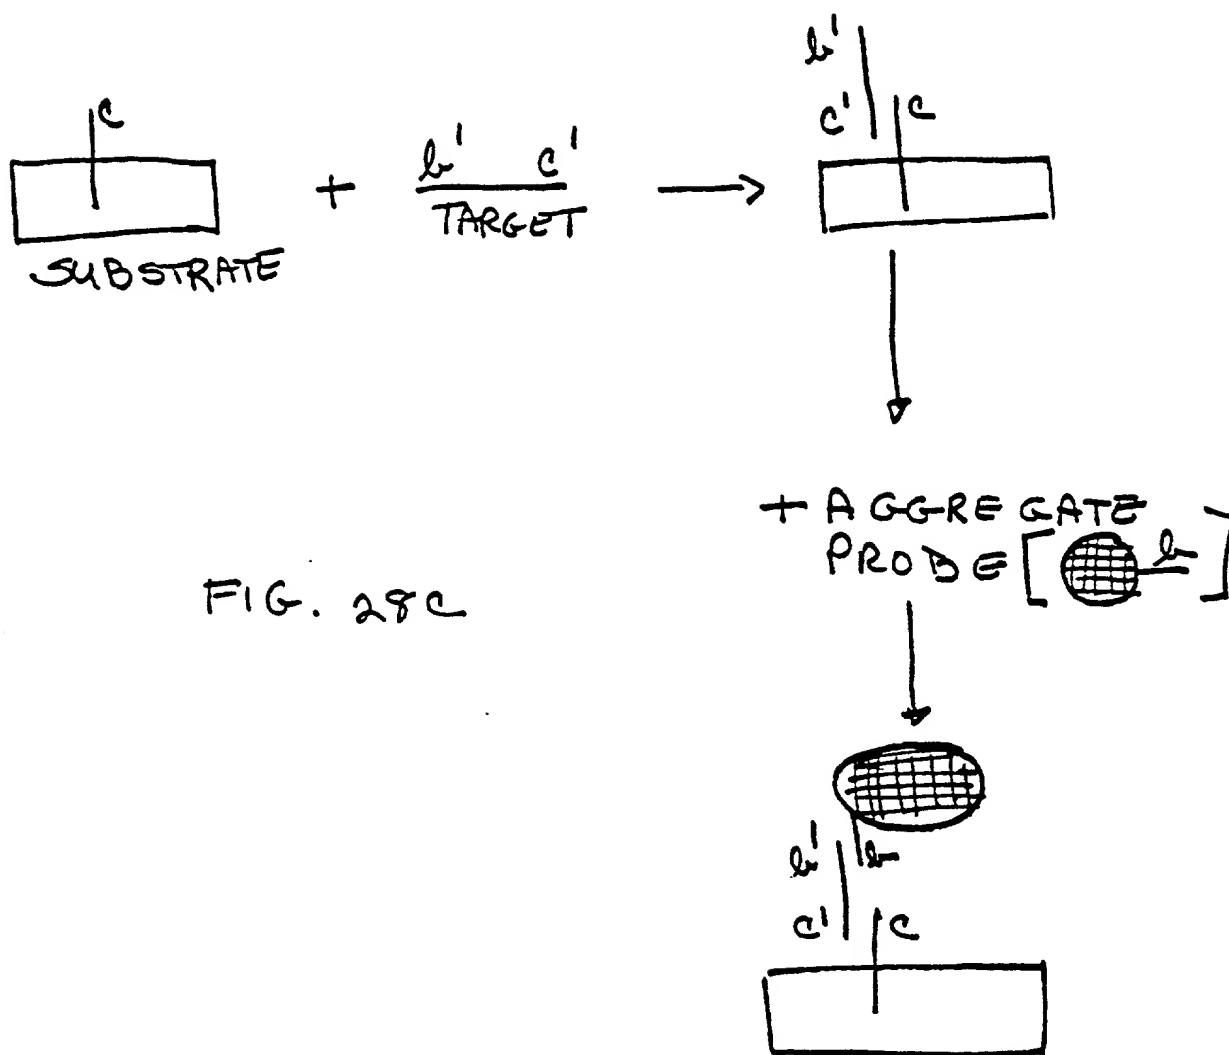 c
SUBSTRATE
+
b' c'
TARGET
b'
c' c
+ AGGREGATE
PROBE [ b ]
FIG. 28C
b' b
c' c